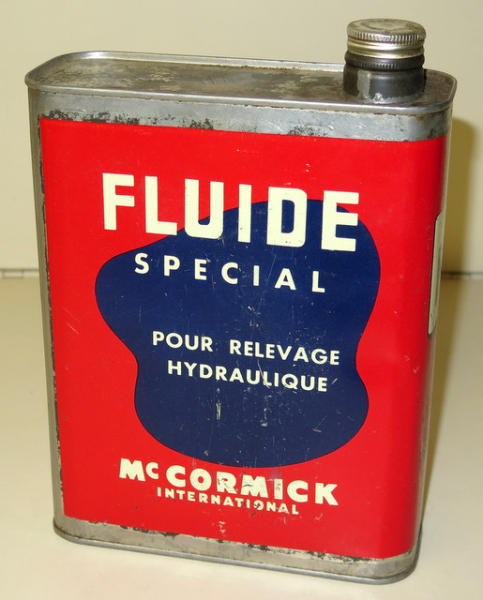 FLUIDE
SPECIAL
POUR RELEVAGE
HYDRAULIQUE
McCORMICK
INTERNATIONAL